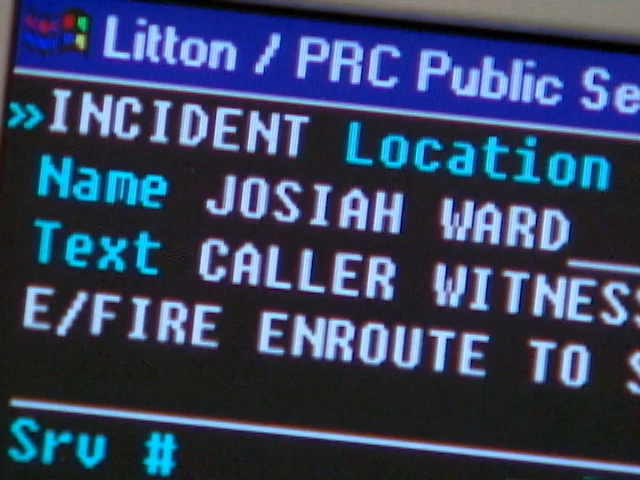 Litton / PRC Public
»INCIDENT Location
Name JOSIAH WARD
Text CALLER
E/FIRE ENROUTE TO
Srv #